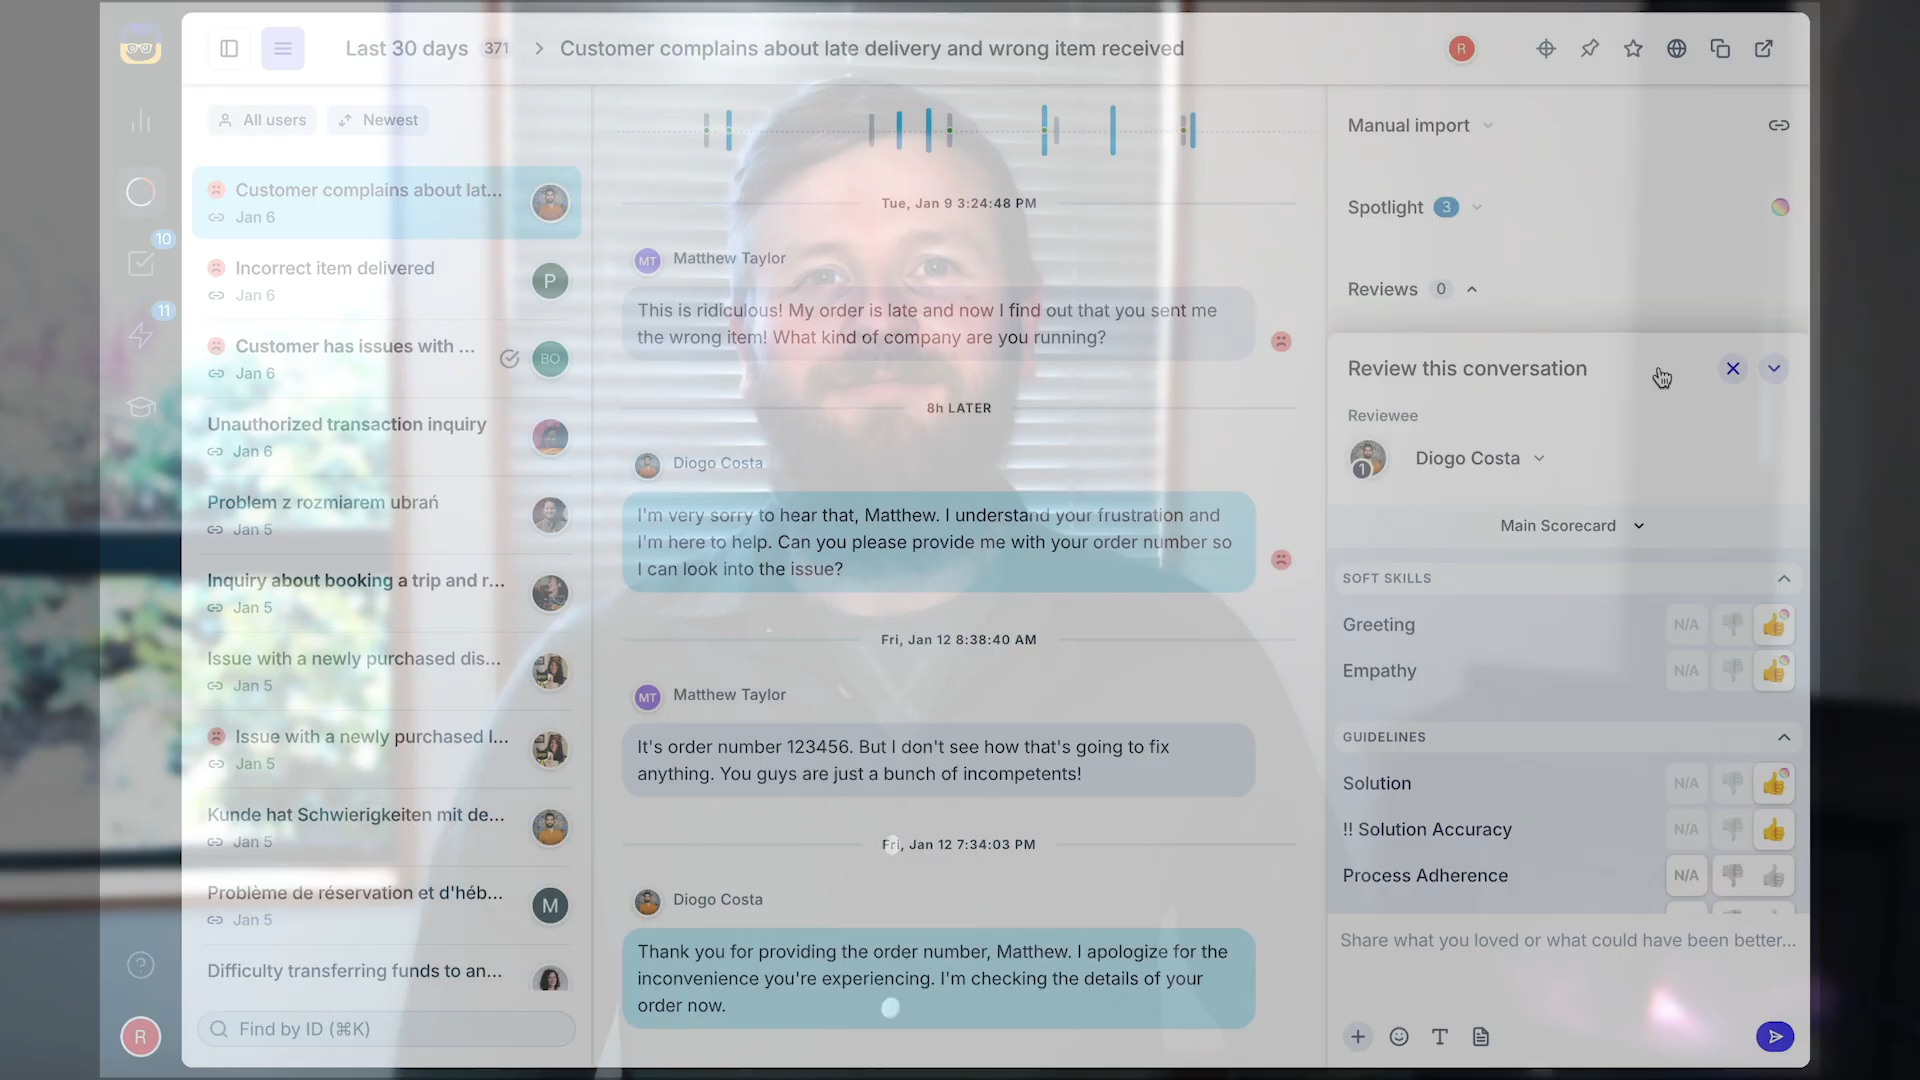 Last 30 days 371 > Customer complains about late delivery and wrong item received
R
10
11
?
R
All users
Newest
Customer complains about lat...
Jan 6
Incorrect item delivered
Jan 6
P
Customer has issues with ...
Jan 6
BO
Unauthorized transaction inquiry
Jan 6
Problem z rozmiarem ubrań
Jan 5
Inquiry about booking a trip and r...
Jan 5
Issue with a newly purchased dis...
Jan 5
Issue with a newly purchased l...
Jan 5
Kunde hat Schwierigkeiten mit de...
Jan 5
Problème de réservation et d'héb...
Jan 5
M
Difficulty transferring funds to an...
Find by ID (⌘K)
Tue, Jan 9 3:24:48 PM
MT
Matthew Taylor
This is ridiculous! My order is late and now I find out that you sent me
the wrong item! What kind of company are you running?
8h LATER
Diogo Costa
I'm very sorry to hear that, Matthew. I understand your frustration and
I'm here to help. Can you please provide me with your order number so
I can look into the issue?
Fri, Jan 12 8:38:40 AM
MT
Matthew Taylor
It's order number 123456. But I don't see how that's going to fix
anything. You guys are just a bunch of incompetents!
Fri, Jan 12 7:34:03 PM
Diogo Costa
Thank you for providing the order number, Matthew. I apologize for the
inconvenience you're experiencing. I'm checking the details of your
order now.
Manual import
Spotlight 3
Reviews 0
Review this conversation
Reviewee
1
Diogo Costa
Main Scorecard
SOFT SKILLS
Greeting N/A
Empathy N/A
GUIDELINES
Solution N/A
!! Solution Accuracy N/A
Process Adherence N/A
Share what you loved or what could have been better...